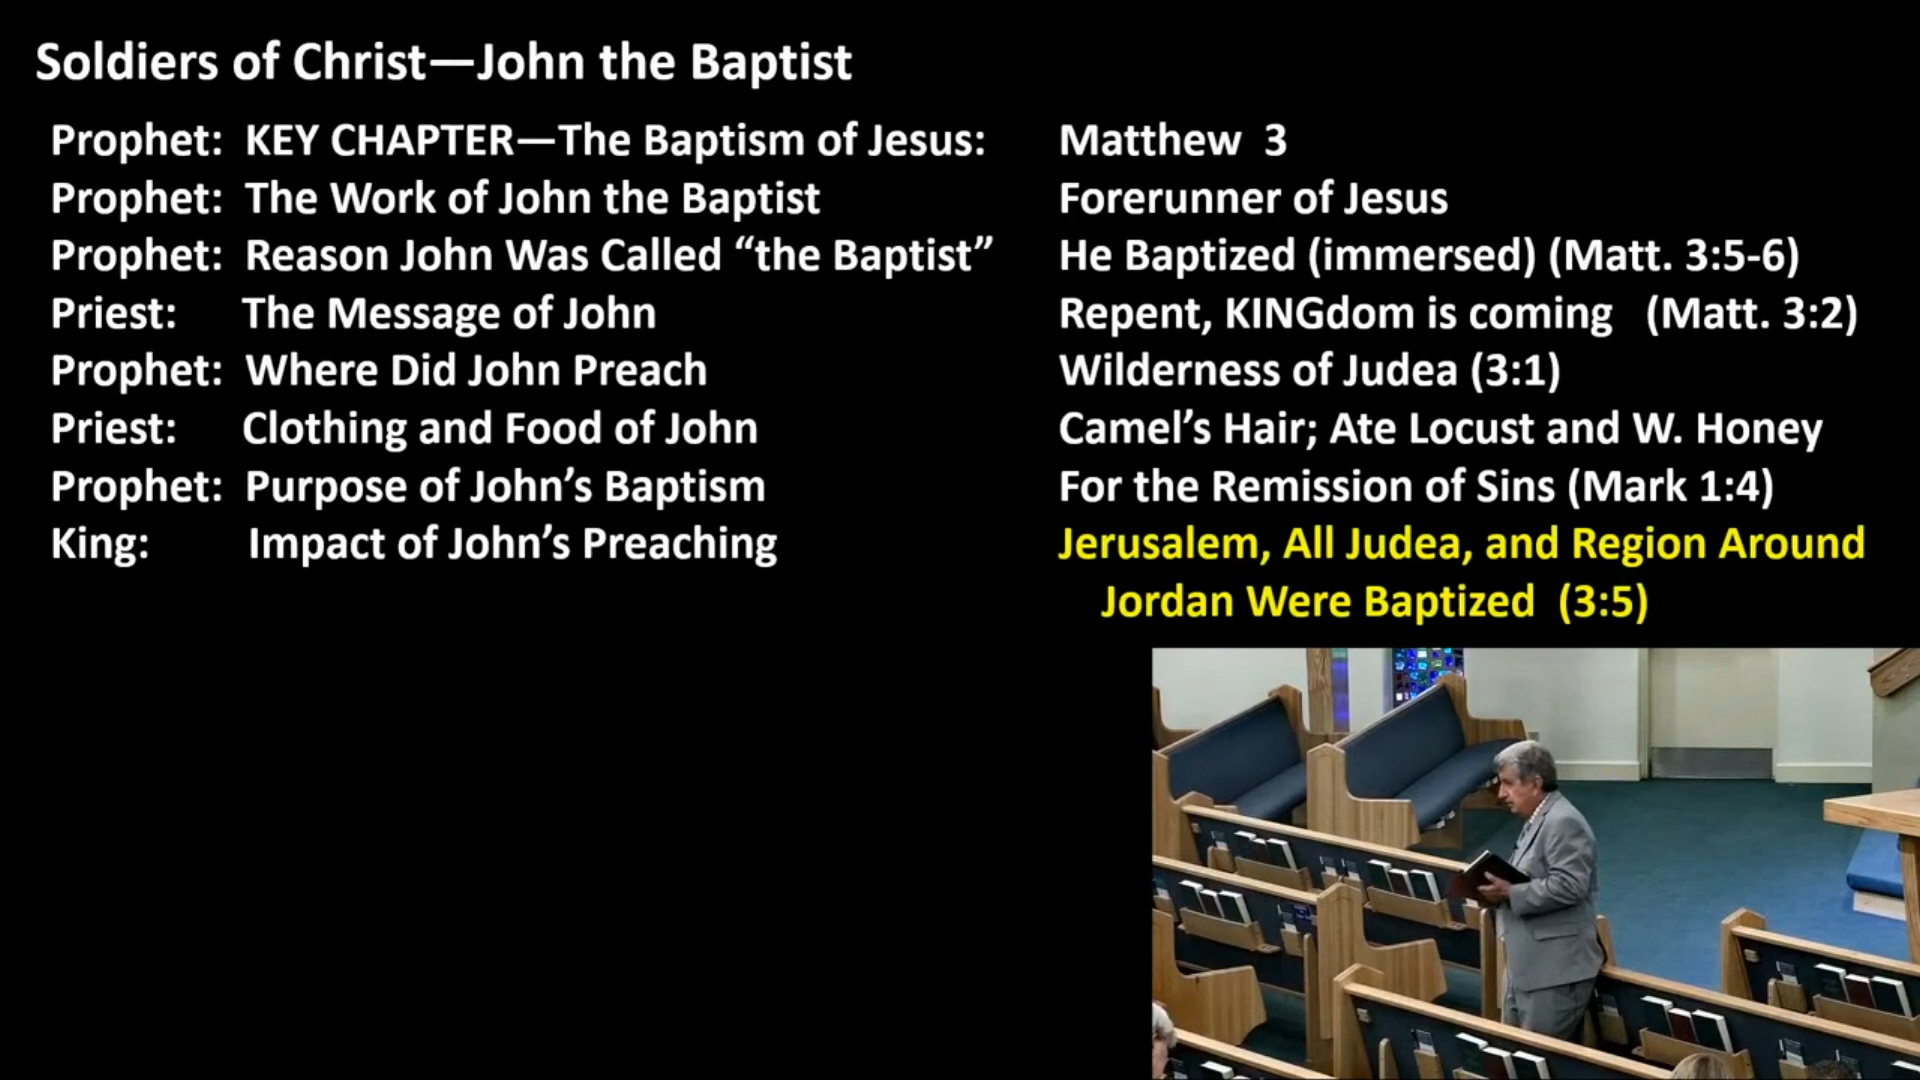 Soldiers of Christ—John the Baptist
Prophet: KEY CHAPTER—The Baptism of Jesus: Matthew 3
Prophet: The Work of John the Baptist Forerunner of Jesus
Prophet: Reason John Was Called “the Baptist” He Baptized (immersed) (Matt. 3:5-6)
Priest: The Message of John Repent, KINGdom is coming (Matt. 3:2)
Prophet: Where Did John Preach Wilderness of Judea (3:1)
Priest: Clothing and Food of John Camel’s Hair; Ate Locust and W. Honey
Prophet: Purpose of John’s Baptism For the Remission of Sins (Mark 1:4)
King: Impact of John’s Preaching Jerusalem, All Judea, and Region Around
Jordan Were Baptized (3:5)